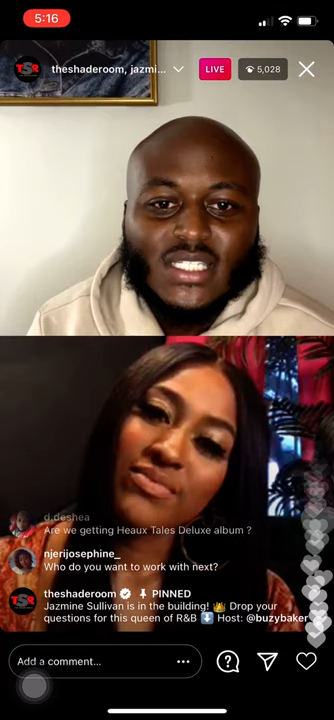 5:16
TSR
theshaderoom, jazmi...
LIVE
5,028
d.deshea
Are we getting Heaux Tales Deluxe album ?
njerijosephine_
Who do you want to work with next?
TSR
theshaderoom PINNED
Jazmine Sullivan is in the building! 👑 Drop your
questions for this queen of R&B ⬇️ Host: @buzybaker
Add a comment...